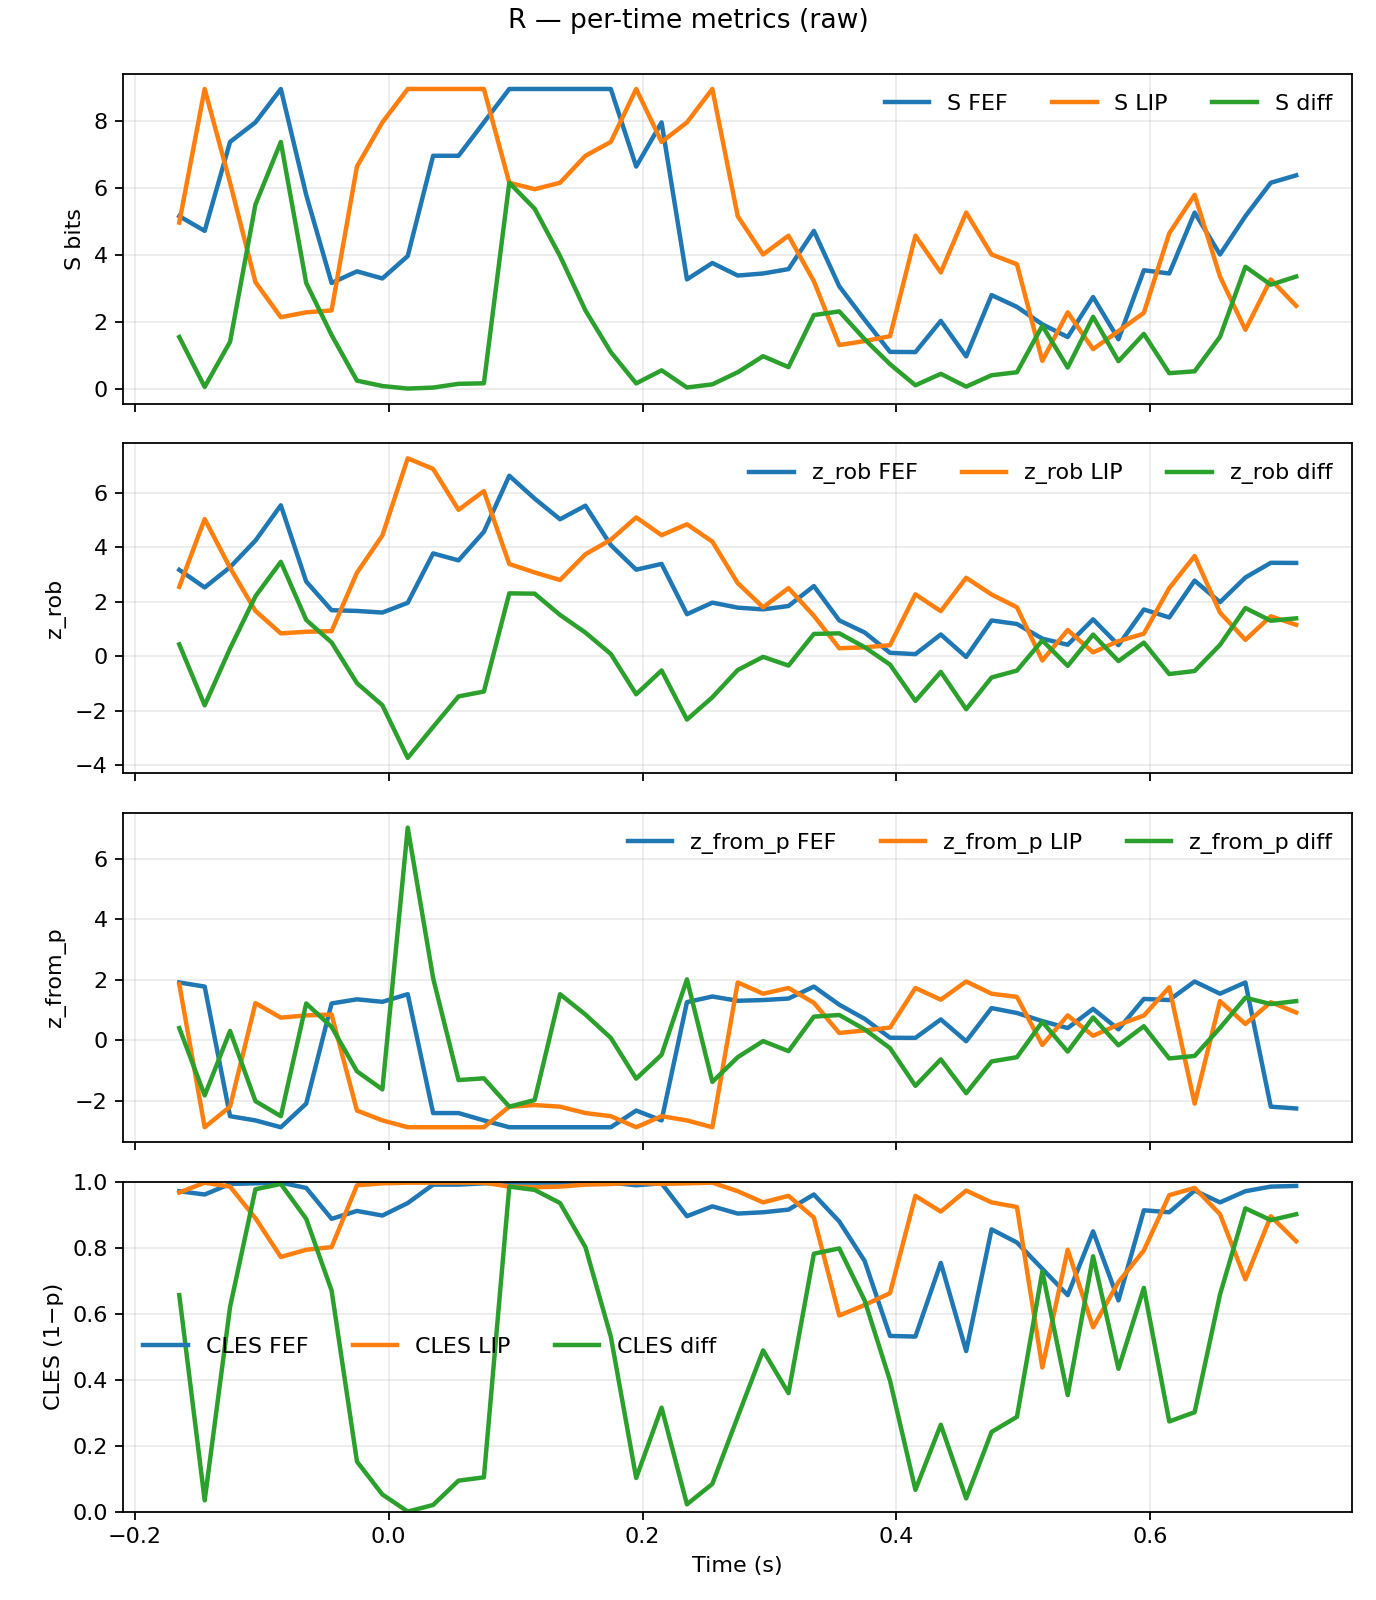 R — per-time metrics (raw)
S FEF S LIP S diff
8
6
4
2
0
S bits
z_rob FEF z_rob LIP z_rob diff
6
4
2
0
−2
−4
z_rob
z_from_p FEF z_from_p LIP z_from_p diff
6
4
2
0
−2
z_from_p
1.0
0.8
0.6
0.4
0.2
0.0
CLES (1−p)
CLES FEF CLES LIP CLES diff
−0.2 0.0 0.2 0.4 0.6
Time (s)